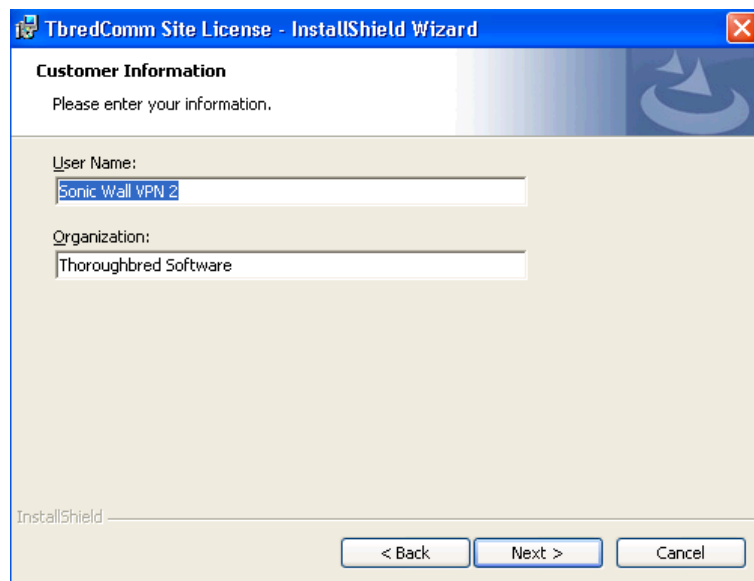 TbredComm Site License - InstallShield Wizard
Customer Information
Please enter your information.
User Name:
Sonic Wall VPN 2
Organization:
Thoroughbred Software
InstallShield
< Back Next > Cancel